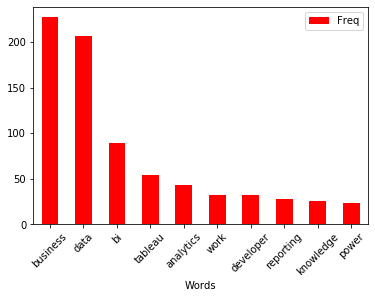 Freq
200
150
100
50
0
business
data
bi
tableau
analytics
work
developer
reporting
knowledge
power
Words